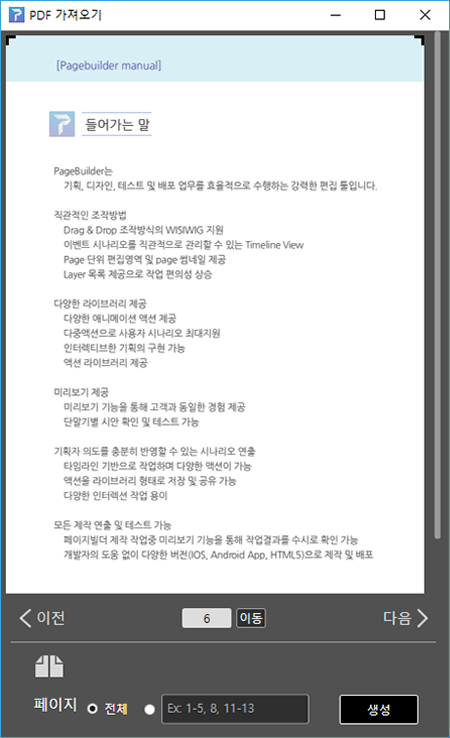 PDF 가져오기
[Pagebuilder manual]
들어가는 말
PageBuilder는
기획, 디자인, 테스트 및 배포 업무를 효율적으로 수행하는 강력한 편집 툴입니다.
직관적인 조작방법
Drag & Drop 조작방식의 WISIWIG 지원
이벤트 시나리오를 직관적으로 관리할 수 있는 Timeline View
Page 단위 편집영역 및 page 썸네일 제공
Layer 목록 제공으로 작업 편의성 상승
다양한 라이브러리 제공
다양한 애니메이션 액션 제공
다중액션으로 사용자 시나리오 최대지원
인터렉티브한 기획의 구현 가능
액션 라이브러리 제공
미리보기 제공
미리보기 기능을 통해 고객과 동일한 경험 제공
단말기별 시안 확인 및 테스트 가능
기획자 의도를 충분히 반영할 수 있는 시나리오 연출
타임라인 기반으로 작업하며 다양한 액션이 가능
액션을 라이브러리 형태로 저장 및 공유 가능
다양한 인터렉션 작업 용이
모든 제작 연출 및 테스트 가능
페이지빌더 제작 작업중 미리보기 기능을 통해 작업결과를 수시로 확인 가능
개발자의 도움 없이 다양한 버전(IOS, Android App, HTML5)으로 제작 및 배포
이전 6 이동 다음
페이지 전체 Ex: 1-5, 8, 11-13 생성